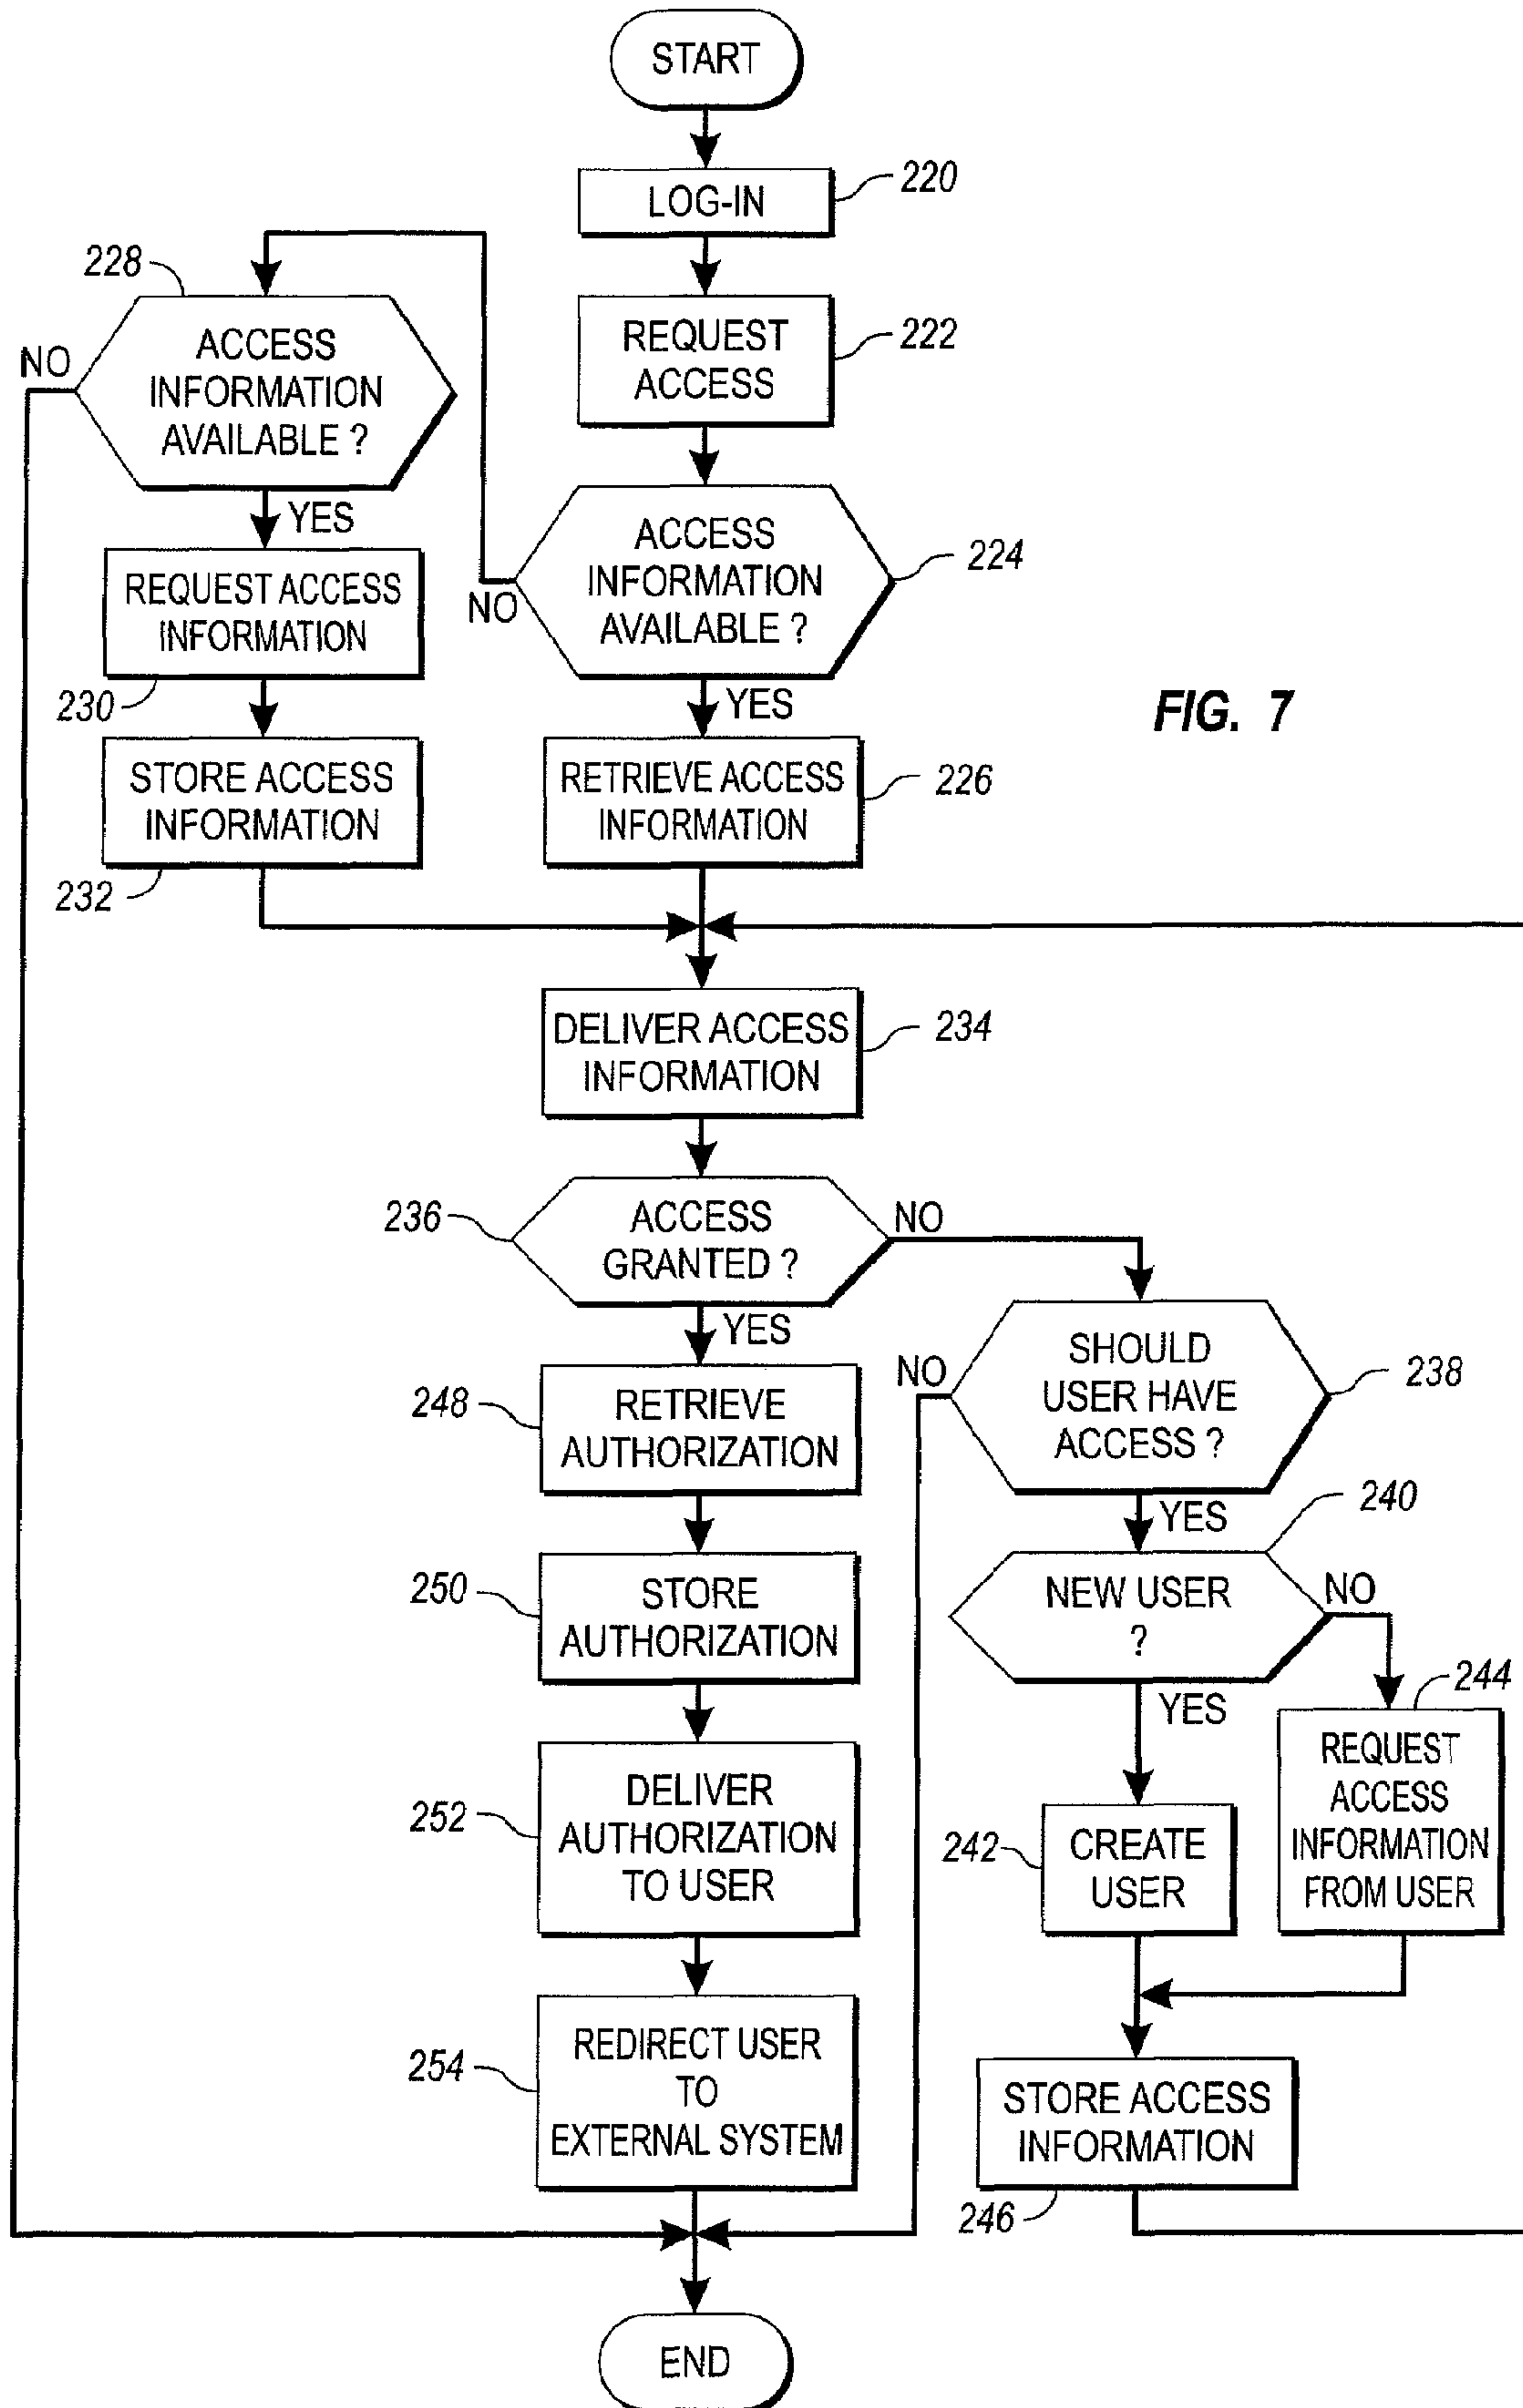 START
LOG-IN
220
228
REQUEST
ACCESS
222
NO
ACCESS
INFORMATION
AVAILABLE ?
YES
ACCESS
INFORMATION
AVAILABLE ?
224
NO
REQUEST ACCESS
INFORMATION
230
YES
FIG. 7
STORE ACCESS
INFORMATION
232
RETRIEVE ACCESS
INFORMATION
226
DELIVER ACCESS
INFORMATION
234
236
ACCESS
GRANTED ?
NO
YES
NO
SHOULD
USER HAVE
ACCESS ?
238
248
RETRIEVE
AUTHORIZATION
YES
240
250
STORE
AUTHORIZATION
NEW USER
?
NO
YES
244
252
DELIVER
AUTHORIZATION
TO USER
242
CREATE
USER
REQUEST
ACCESS
INFORMATION
FROM USER
254
REDIRECT USER
TO
EXTERNAL SYSTEM
STORE ACCESS
INFORMATION
246
END